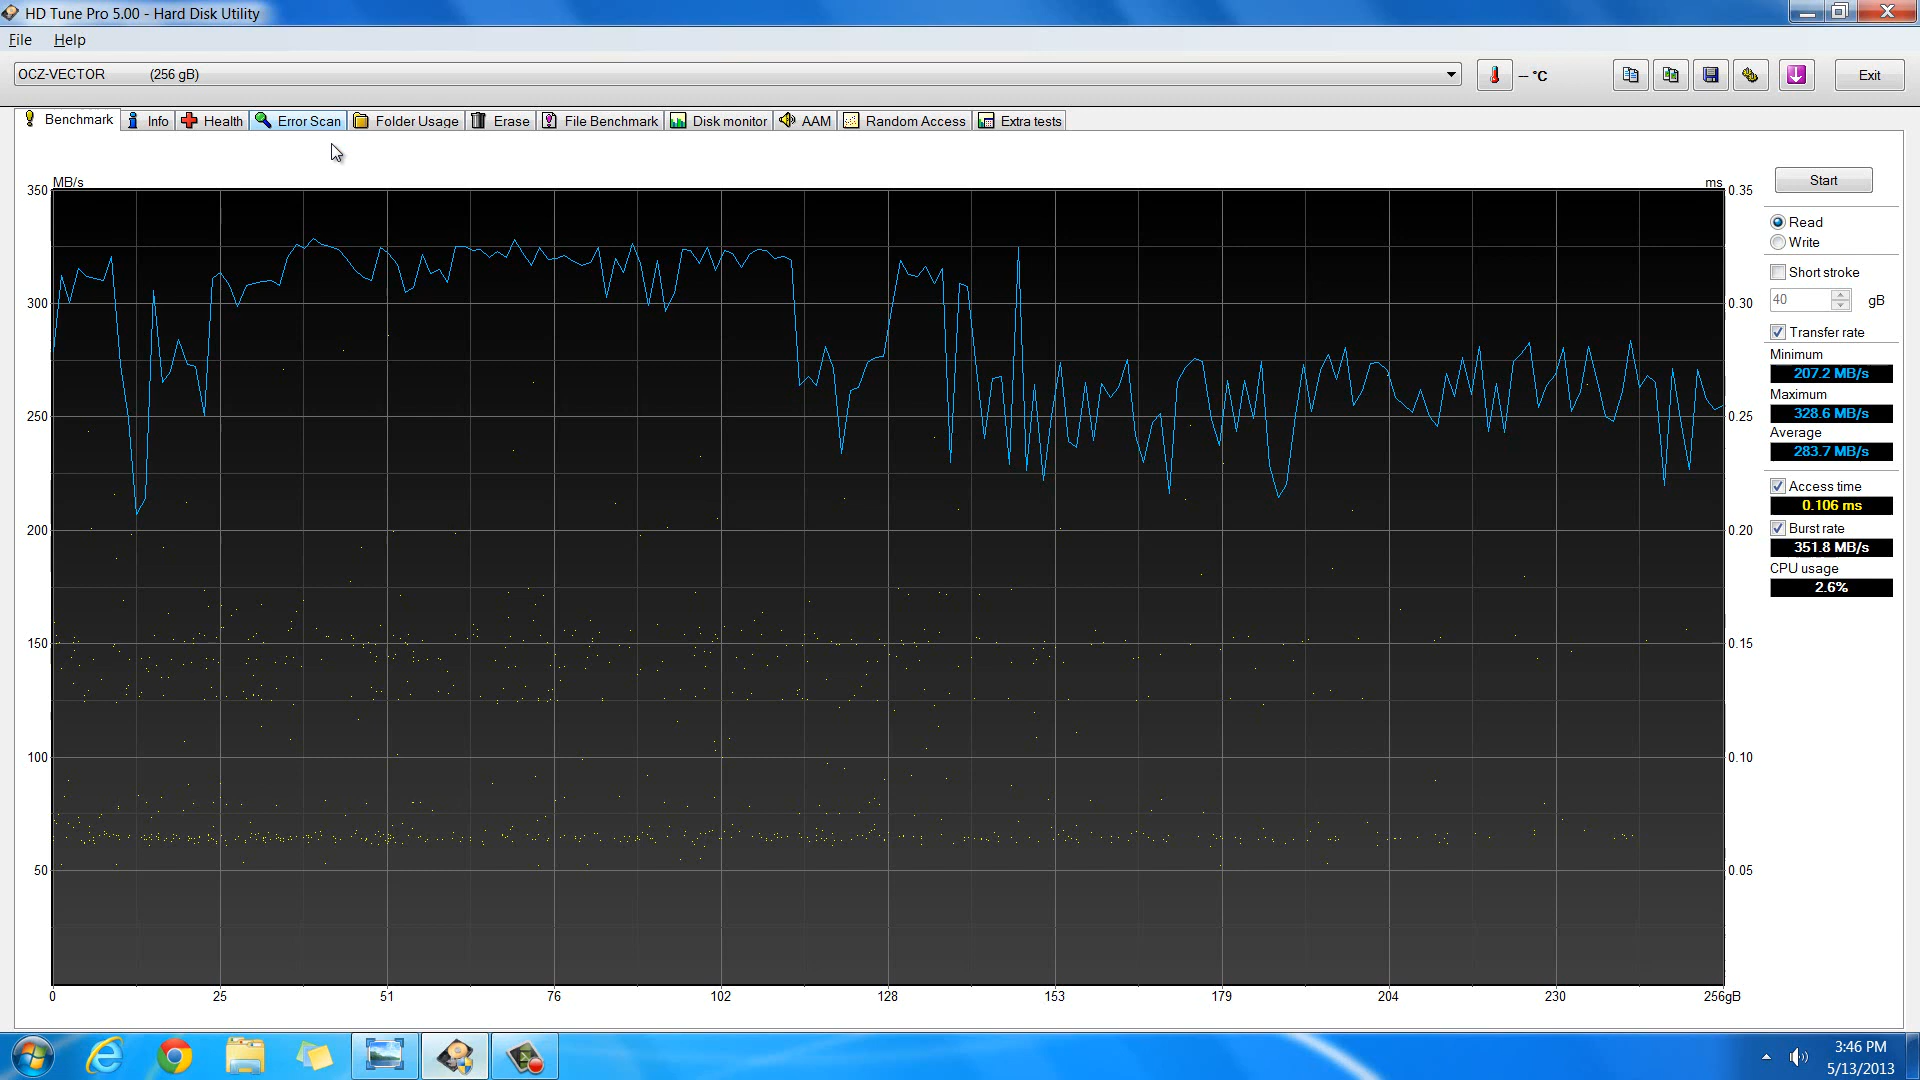 HD Tune Pro 5.00 - Hard Disk Utility
File Help
OCZ-VECTOR (256 gB)
– °C
Exit
Benchmark Info Health Error Scan Folder Usage Erase File Benchmark Disk monitor AAM Random Access Extra tests
MB/s
ms
350
300
250
200
150
100
50
0.35
0.30
0.25
0.20
0.15
0.10
0.05
0 25 51 76 102 128 153 179 204 230 256gB
Start
Read
Write
Short stroke
40 gB
Transfer rate
Minimum
207.2 MB/s
Maximum
328.6 MB/s
Average
283.7 MB/s
Access time
0.106 ms
Burst rate
351.8 MB/s
CPU usage
2.6%
3:46 PM
5/13/2013